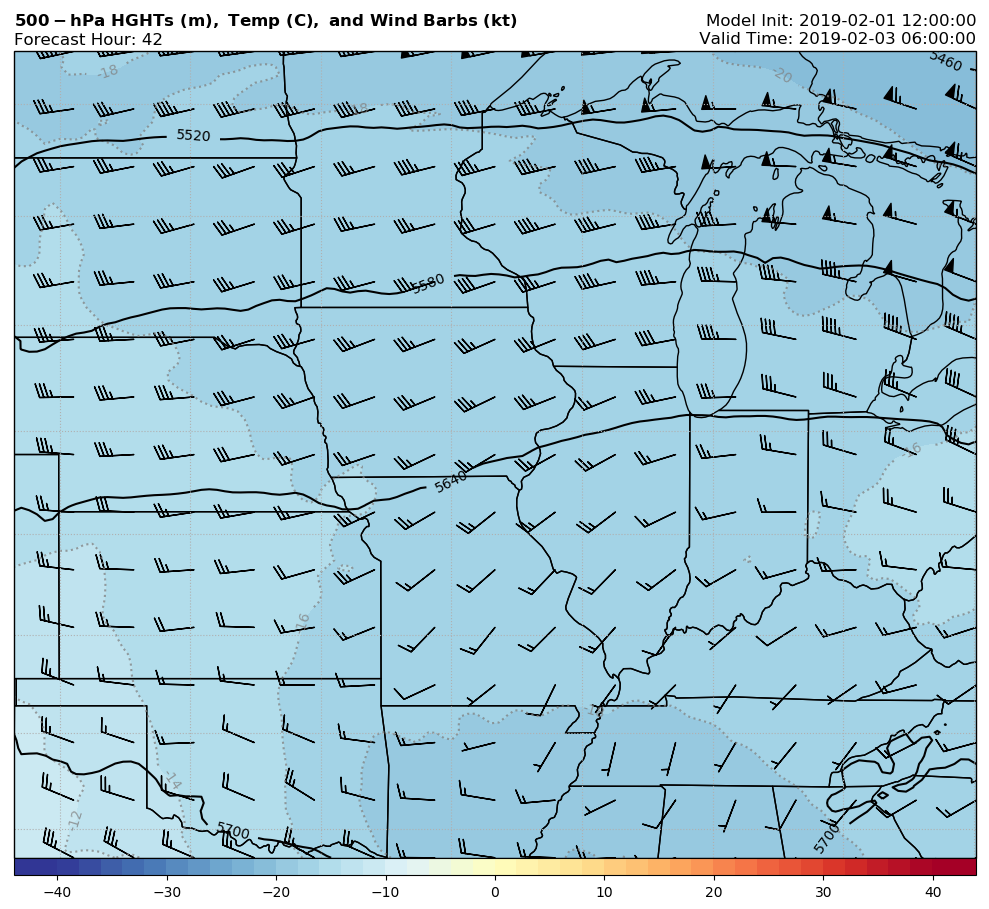 500-hPa HGHTs (m), Temp (C), and Wind Barbs (kt)
Model Init: 2019-02-01 12:00:00
Forecast Hour: 42
Valid Time: 2019-02-03 06:00:00
5460
-18
-20
-18
5520
5580
-16
5640
-16
-18
-14
-12
5700
5700
−40 −30 −20 −10 0 10 20 30 40